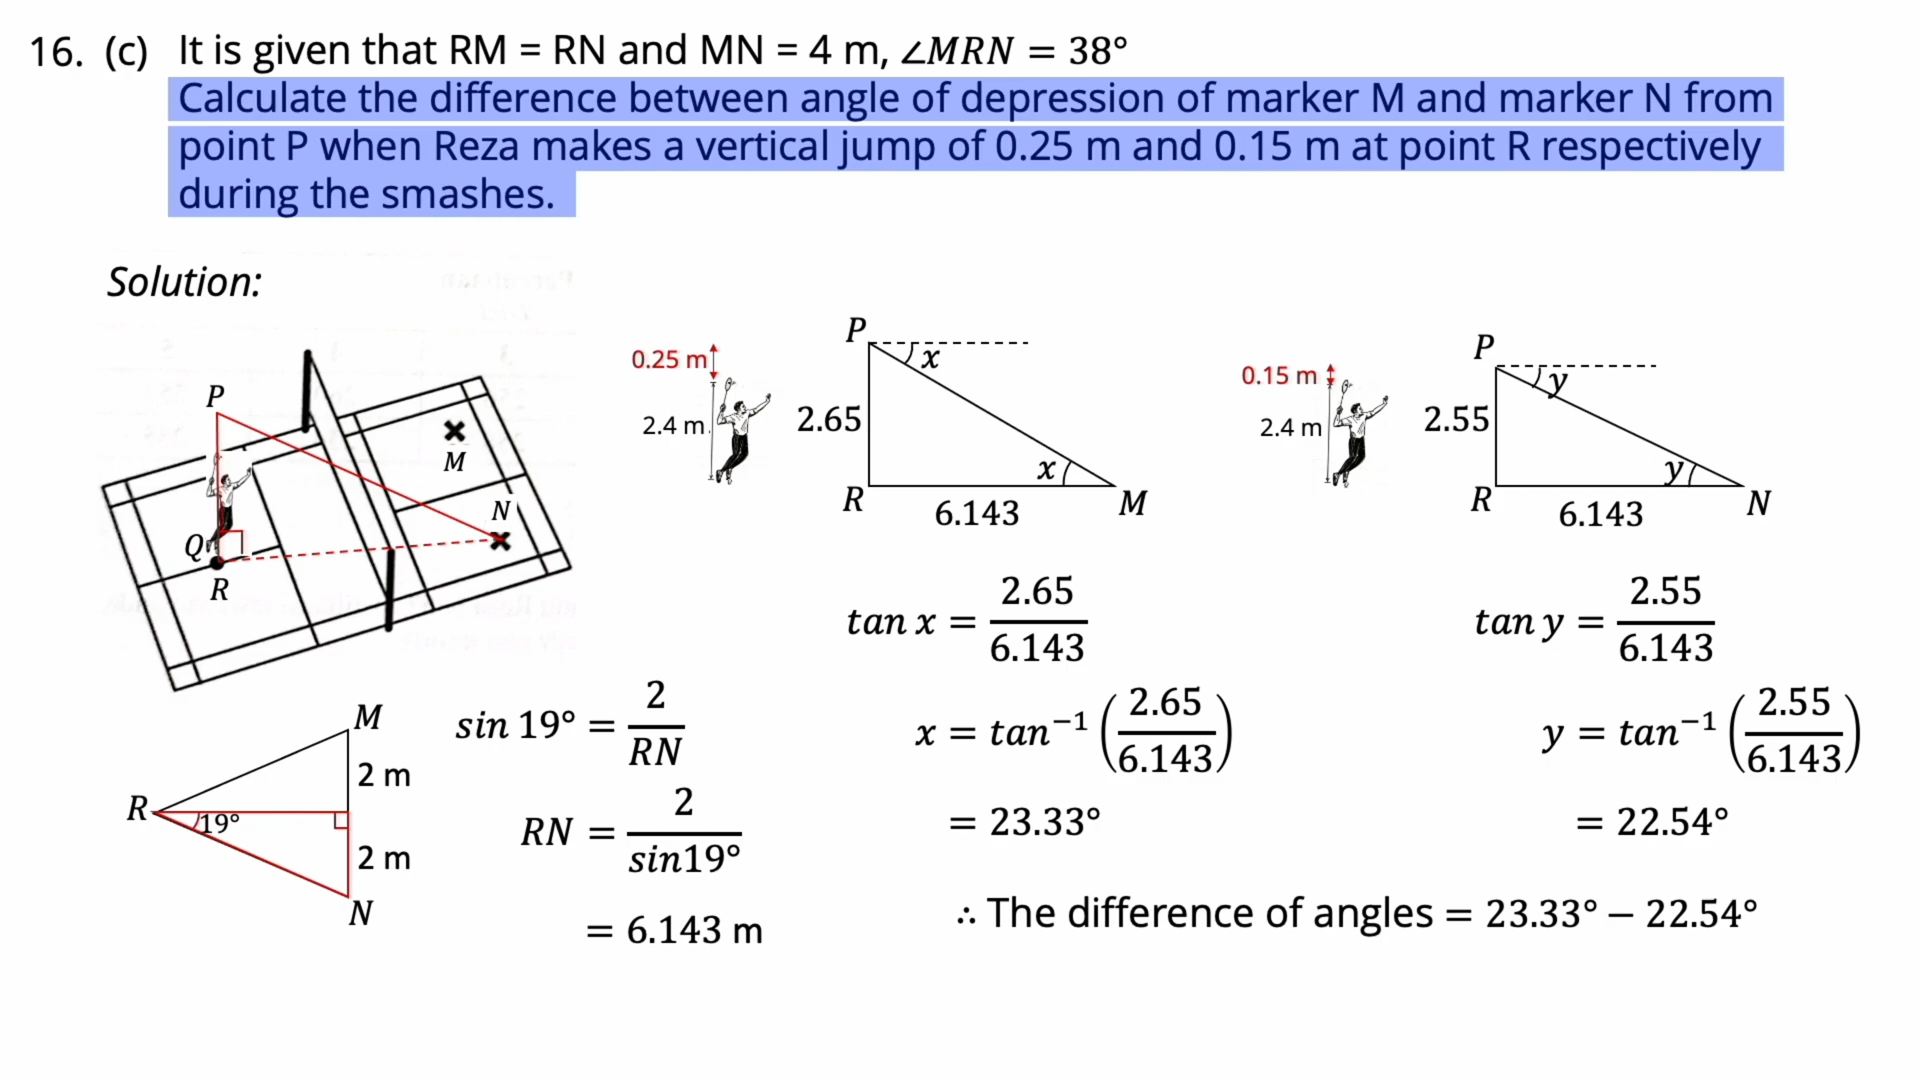 16. (c) It is given that RM = RN and MN = 4 m, ∠MRN = 38°
Calculate the difference between angle of depression of marker M and marker N from
point P when Reza makes a vertical jump of 0.25 m and 0.15 m at point R respectively
during the smashes.
Solution:
P
M
N
Q
R
0.25 m
2.4 m
P
x
2.65
x
R
6.143
M
0.15 m
2.4 m
P
y
2.55
y
R
6.143
N
M
2 m
R
19°
2 m
N
sin 19° = 2/RN
RN = 2/sin19°
= 6.143 m
tan x = 2.65/6.143
x = tan⁻¹ (2.65/6.143)
= 23.33°
tan y = 2.55/6.143
y = tan⁻¹ (2.55/6.143)
= 22.54°
∴ The difference of angles = 23.33° – 22.54°